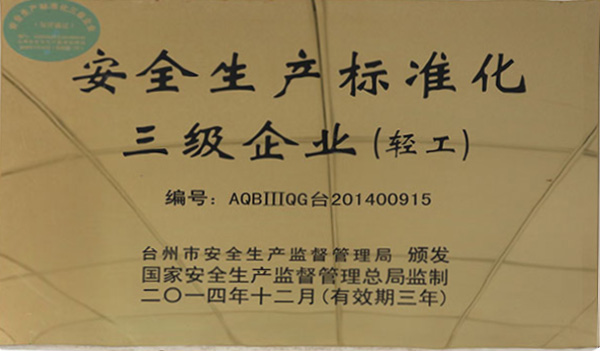 安全生产标准化
三级企业(轻工)
编号：AQBIIIQG台201400915
台州市安全生产监督管理局 颁发
国家安全生产监督管理总局监制
二〇一四年十二月(有效期三年)